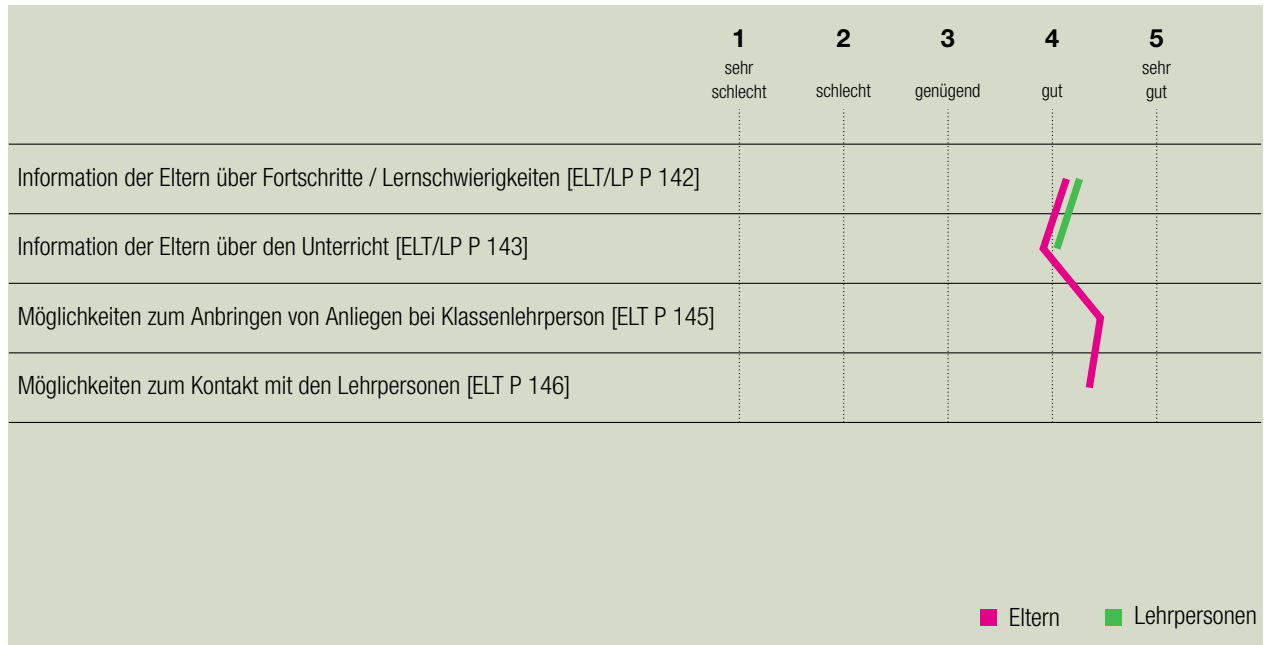 1 2 3 4 5
sehr schlecht schlecht genügend gut sehr gut
Information der Eltern über Fortschritte / Lernschwierigkeiten [ELT/LP P 142]
Information der Eltern über den Unterricht [ELT/LP P 143]
Möglichkeiten zum Anbringen von Anliegen bei Klassenlehrperson [ELT P 145]
Möglichkeiten zum Kontakt mit den Lehrpersonen [ELT P 146]
Eltern Lehrpersonen